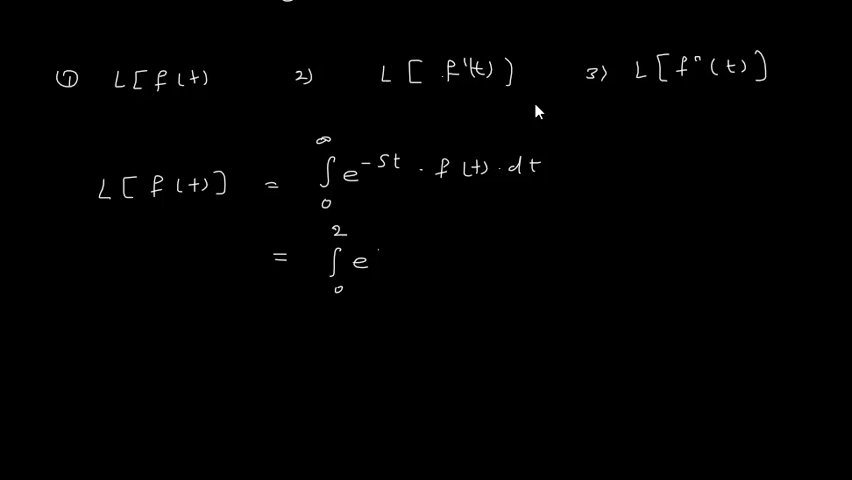 ① L[f(t) 2) L[f'(t)] 3) L[f"(t)]
L[f(t)] = ∫₀^∞ e^{-st} · f(t) · dt
= ∫₀² e